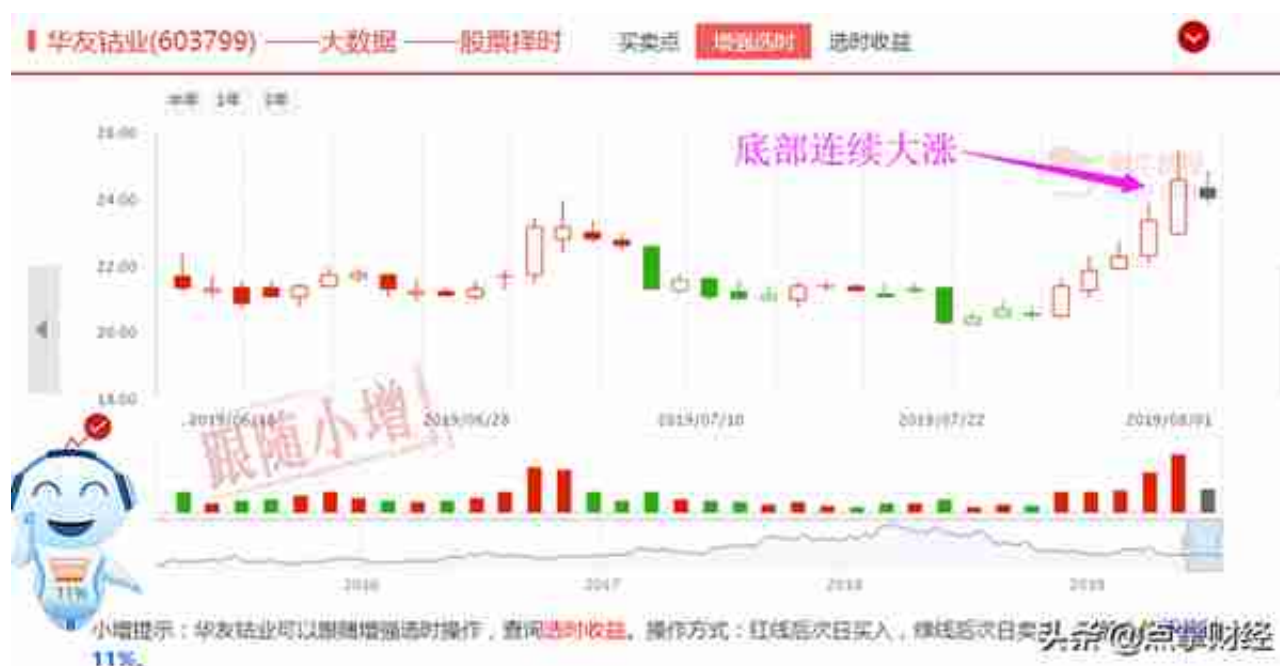 华友钴业(603799) ——大数据 ——股票择时 买卖点 增强选时 选时收益
半年 1年 3年
底部连续大涨
26.00
24.00
22.00
20.00
18.00
2019/06/18 2019/06/28 2019/07/10 2019/07/22 2019/08/01
跟随小增!
2016 2017 2018 2019
11%
小增提示：华友钴业可以跟随增强选时操作，查阅选时收益。操作方式：红线后次日买入，绿线后次日卖
头条@点掌财经
11%。